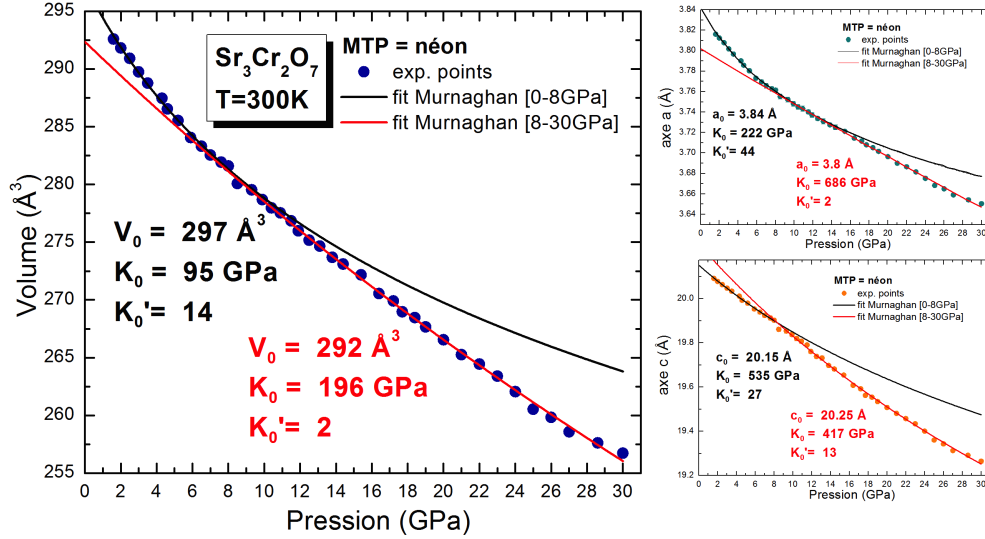 295
290
285
280
275
270
265
260
255
Volume (Å³)
0 2 4 6 8 10 12 14 16 18 20 22 24 26 28 30
Pression (GPa)
Sr₃Cr₂O₇
T=300K
MTP = néon
exp. points
fit Murnaghan [0-8GPa]
fit Murnaghan [8-30GPa]
V₀ = 297 Å³
K₀ = 95 GPa
K₀' = 14
V₀ = 292 Å³
K₀ = 196 GPa
K₀'= 2
3.84
3.82
3.80
3.78
3.76
3.74
3.72
3.70
3.68
3.66
3.64
axe a (Å)
0 2 4 6 8 10 12 14 16 18 20 22 24 26 28 30
Pression (GPa)
MTP = néon
exp. points
fit Murnaghan [0-8GPa]
fit Murnaghan [8-30GPa]
a₀ = 3.84 Å
K₀ = 222 GPa
K₀'= 44
a₀ = 3.8 Å
K₀ = 686 GPa
K₀'= 2
20.0
19.8
19.6
19.4
19.2
axe c (Å)
0 2 4 6 8 10 12 14 16 18 20 22 24 26 28 30
Pression (GPa)
MTP = néon
exp. points
fit Murnaghan [0-8GPa]
fit Murnaghan [8-30GPa]
c₀ = 20.15 Å
K₀ = 535 GPa
K₀'= 27
c₀ = 20.25 Å
K₀ = 417 GPa
K₀'= 13